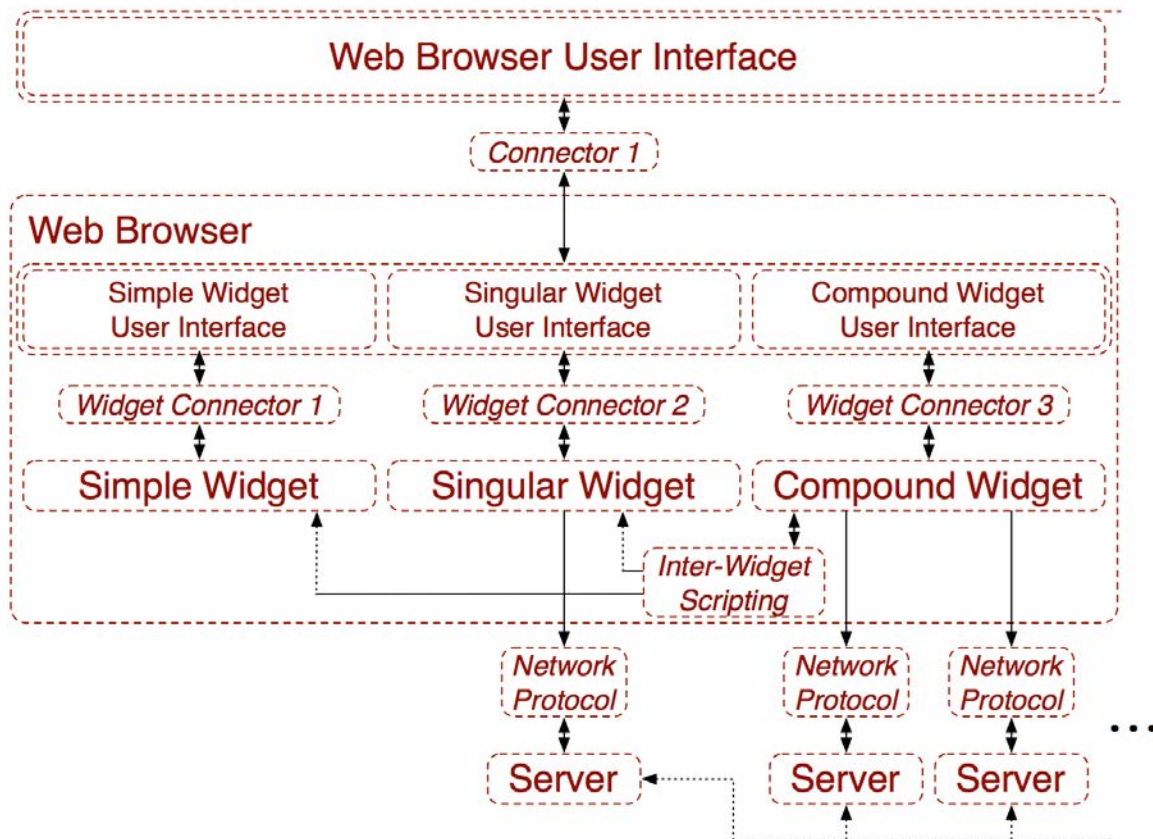 Web Browser User Interface
Connector 1
Web Browser
Simple Widget
User Interface
Singular Widget
User Interface
Compound Widget
User Interface
Widget Connector 1
Widget Connector 2
Widget Connector 3
Simple Widget
Singular Widget
Compound Widget
Inter-Widget
Scripting
Network
Protocol
Network
Protocol
Network
Protocol
...
Server
Server
Server